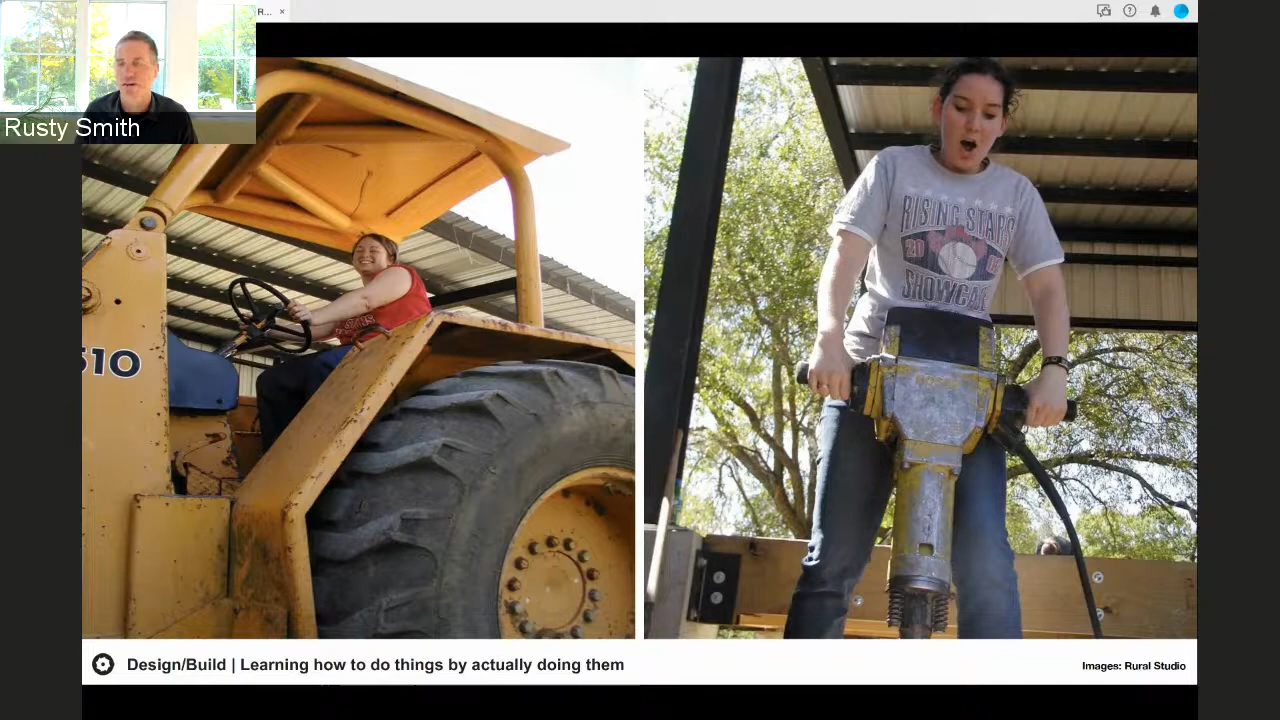 R... ×
Rusty Smith
510
RISING STARS
20
SHOWCASE
Design/Build | Learning how to do things by actually doing them
Images: Rural Studio